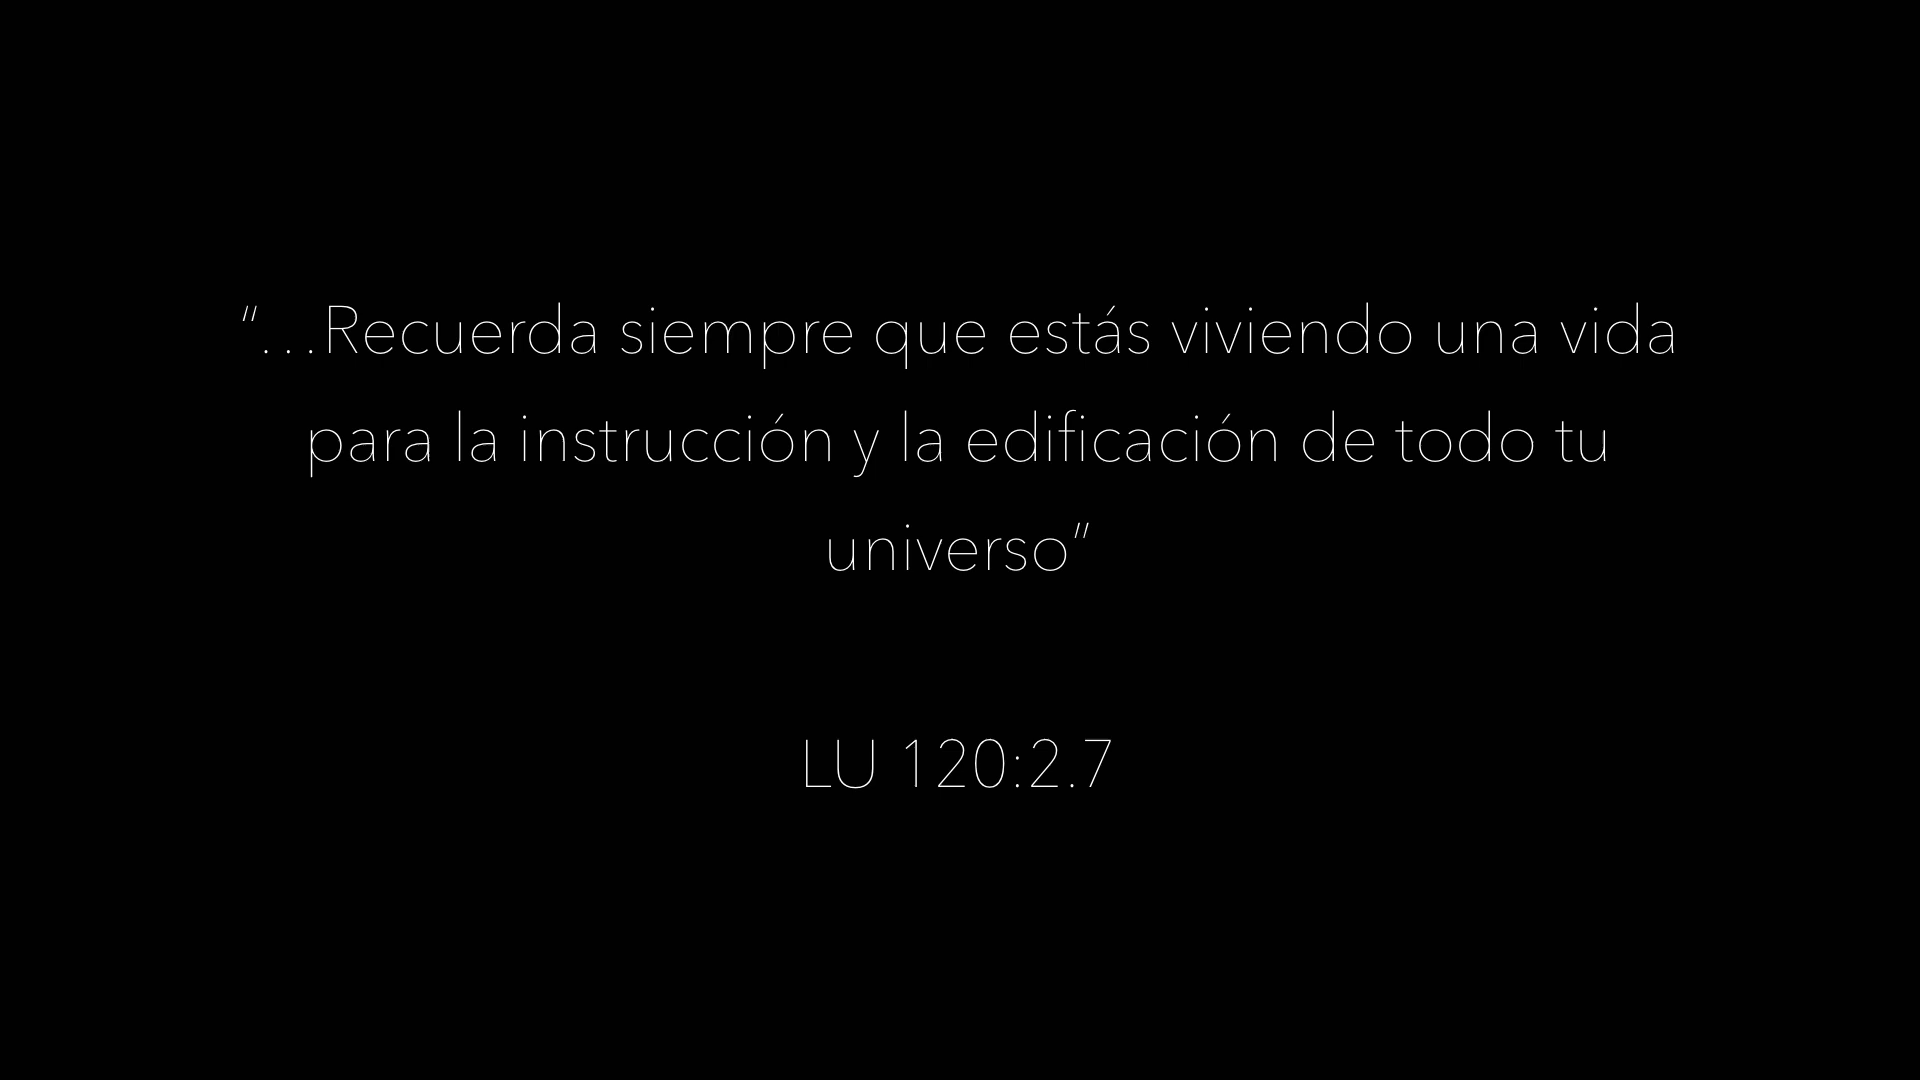 “…Recuerda siempre que estás viviendo una vida
para la instrucción y la edificación de todo tu
universo”
LU 120:2.7